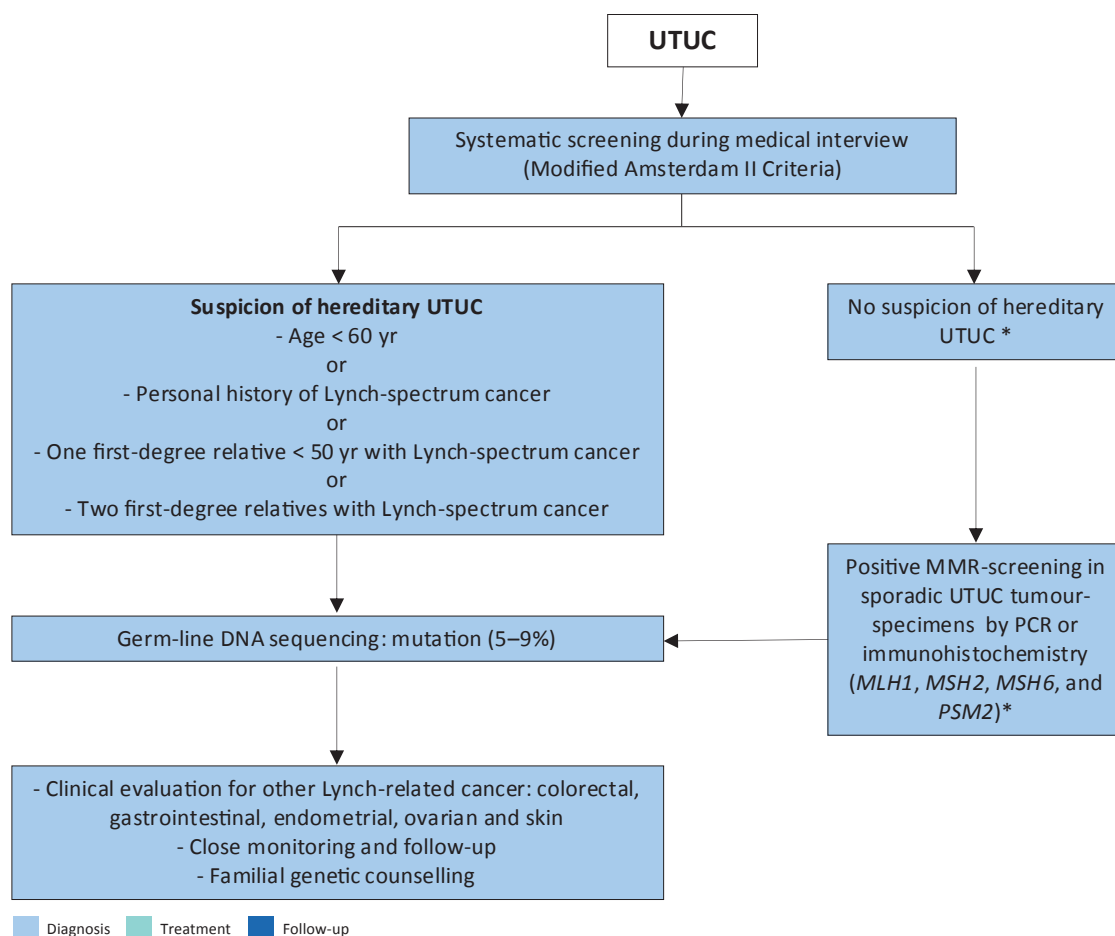 UTUC
Systematic screening during medical interview
(Modified Amsterdam II Criteria)
Suspicion of hereditary UTUC
- Age < 60 yr
or
- Personal history of Lynch-spectrum cancer
or
- One first-degree relative < 50 yr with Lynch-spectrum cancer
or
- Two first-degree relatives with Lynch-spectrum cancer
No suspicion of hereditary
UTUC *
Positive MMR-screening in
sporadic UTUC tumour-
specimens by PCR or
immunohistochemistry
(MLH1, MSH2, MSH6, and
PSM2)*
Germ-line DNA sequencing: mutation (5–9%)
- Clinical evaluation for other Lynch-related cancer: colorectal,
gastrointestinal, endometrial, ovarian and skin
- Close monitoring and follow-up
- Familial genetic counselling
Diagnosis Treatment Follow-up